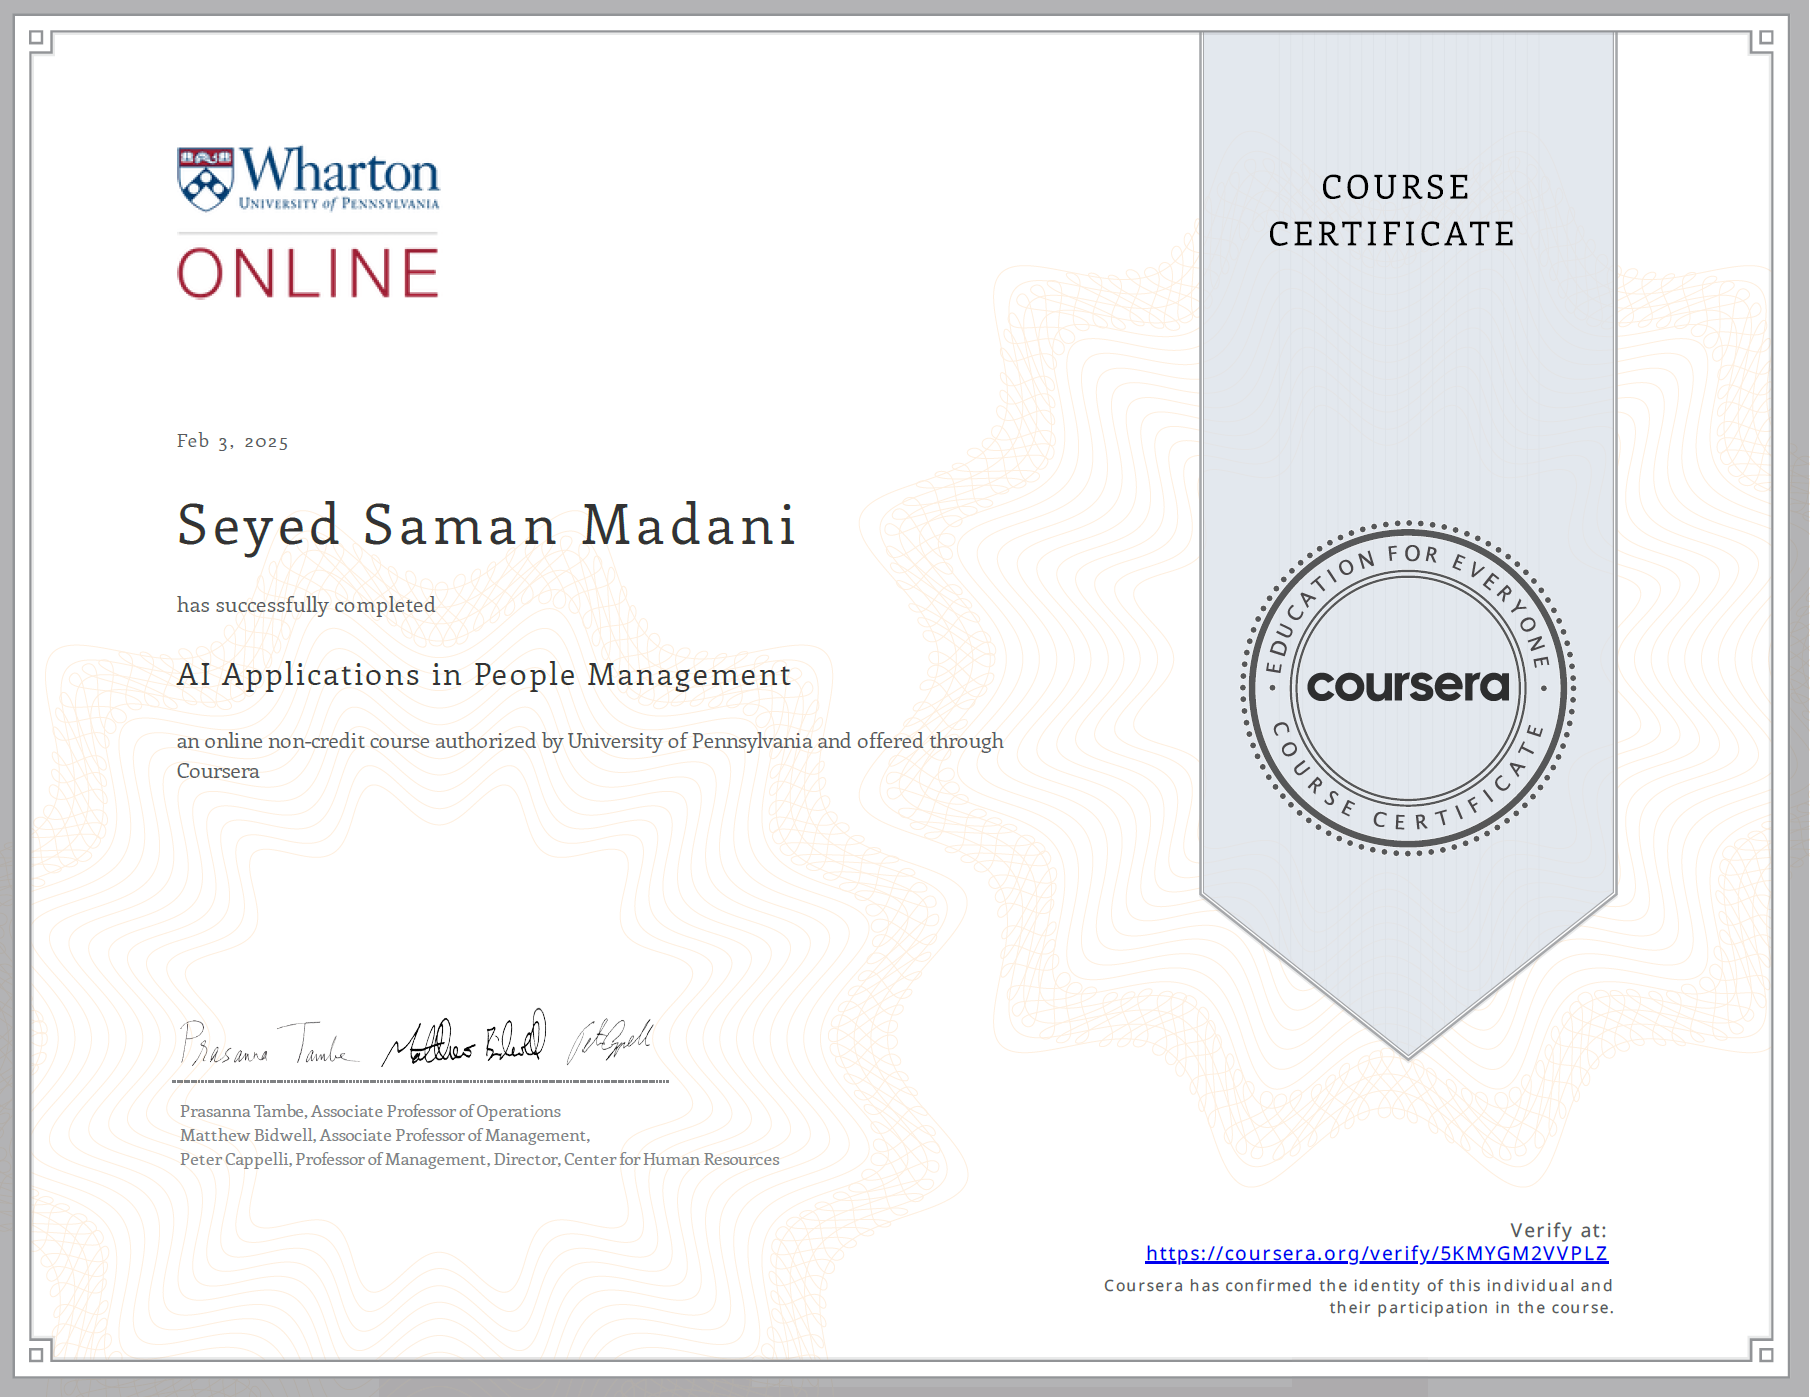 Wharton
UNIVERSITY of PENNSYLVANIA
ONLINE
COURSE
CERTIFICATE
Feb 3, 2025
Seyed Saman Madani
has successfully completed
AI Applications in People Management
an online non-credit course authorized by University of Pennsylvania and offered through
Coursera
EDUCATION FOR EVERYONE
coursera
COURSE CERTIFICATE
Prasanna Tambe Matthew Bidwell Peter Cappelli
Prasanna Tambe, Associate Professor of Operations
Matthew Bidwell, Associate Professor of Management,
Peter Cappelli, Professor of Management, Director, Center for Human Resources
Verify at:
https://coursera.org/verify/5KMYGM2VVPLZ
Coursera has confirmed the identity of this individual and
their participation in the course.